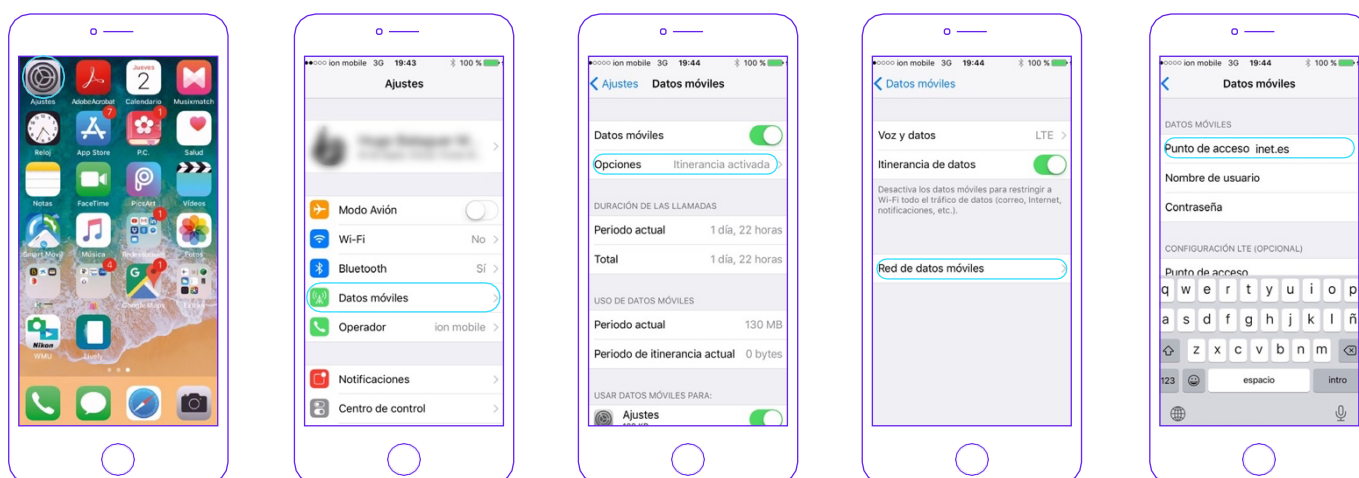 Jueves
2
Ajustes
AdobeAcrobat
Calendario
Musixmatch
7
1
Reloj
App Store
P.C.
Salud
Notas
FaceTime
PicsArt
Vídeos
1
Smart Movi
Música
Fotos
4
G
1
Google Maps
Nikon
WMU
Lively
ion mobile 3G 19:43 100 %
Ajustes
Modo Avión
Wi-Fi No
Bluetooth Sí
Datos móviles
Operador ion mobile
Notificaciones
Centro de control
ion mobile 3G 19:44 100 %
Ajustes Datos móviles
Datos móviles
Opciones Itinerancia activada
DURACIÓN DE LAS LLAMADAS
Periodo actual 1 día, 22 horas
Total 1 día, 22 horas
USO DE DATOS MÓVILES
Periodo actual 130 MB
Periodo de itinerancia actual 0 bytes
USAR DATOS MÓVILES PARA:
Ajustes
ion mobile 3G 19:44 100 %
Datos móviles
Voz y datos LTE
Itinerancia de datos
Desactiva los datos móviles para restringir a
Wi-Fi todo el tráfico de datos (correo, Internet,
notificaciones, etc.).
Red de datos móviles
ion mobile 3G 19:44 100 %
Datos móviles
DATOS MÓVILES
Punto de acceso inet.es
Nombre de usuario
Contraseña
CONFIGURACIÓN LTE (OPCIONAL)
Punto de acceso
q w e r t y u i o p
a s d f g h j k l ñ
z x c v b n m
123 espacio intro